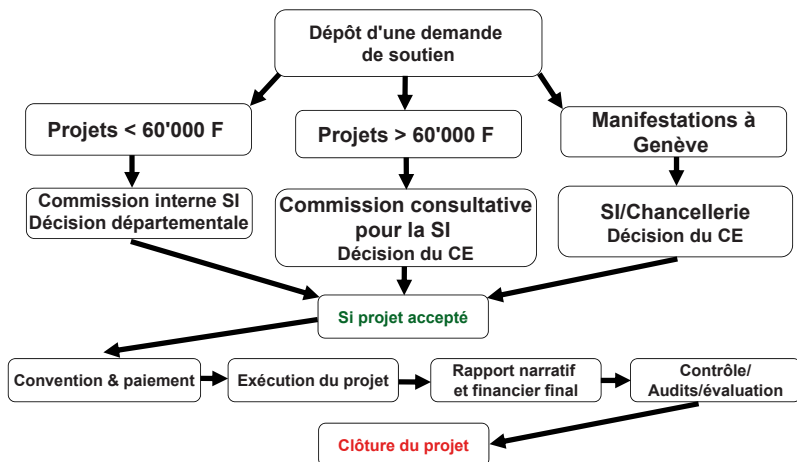 Dépôt d'une demande
de soutien
Projets < 60'000 F
Projets > 60'000 F
Manifestations à
Genève
Commission interne SI
Décision départementale
Commission consultative
pour la SI
Décision du CE
SI/Chancellerie
Décision du CE
Si projet accepté
Convention & paiement
Exécution du projet
Rapport narratif
et financier final
Contrôle/
Audits/évaluation
Clôture du projet